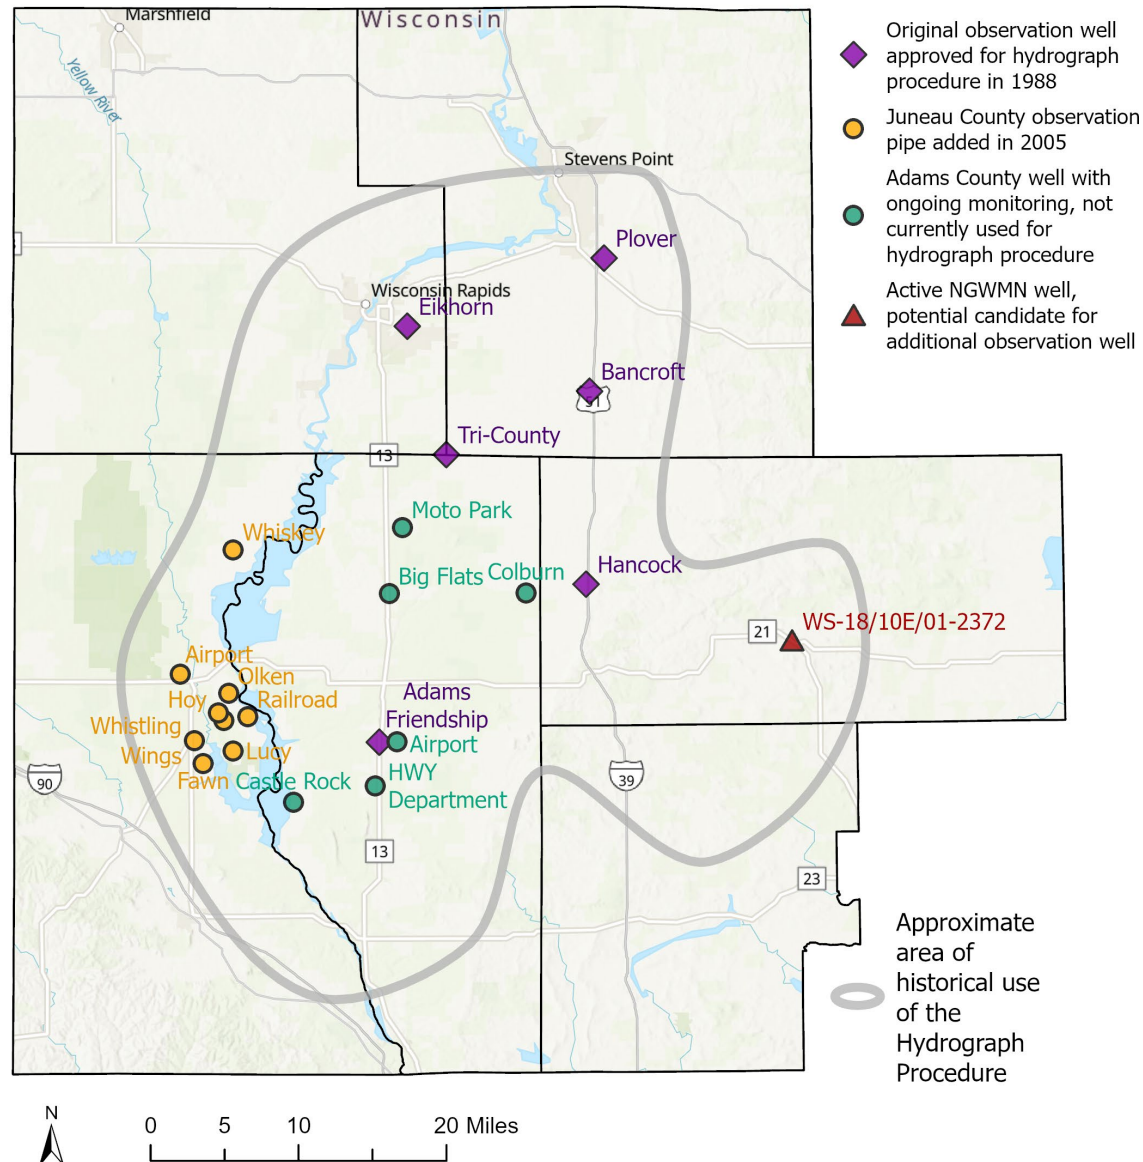 Marshfield
Wisconsin
Yellow River
Stevens Point
Plover
Wisconsin Rapids
Eikhorn
Bancroft
51
Tri-County
13
Moto Park
Whiskey
Big Flats
Colburn
Hancock
21
WS-18/10E/01-2372
Airport
Olken
Hoy
Railroad
Adams
Friendship
Whistling
Wings
Lucy
Airport
Fawn
Castle Rock
HWY
Department
90
39
13
23
Original observation well
approved for hydrograph
procedure in 1988
Juneau County observation
pipe added in 2005
Adams County well with
ongoing monitoring, not
currently used for
hydrograph procedure
Active NGWMN well,
potential candidate for
additional observation well
Approximate
area of
historical use
of the
Hydrograph
Procedure
N
0 5 10 20 Miles